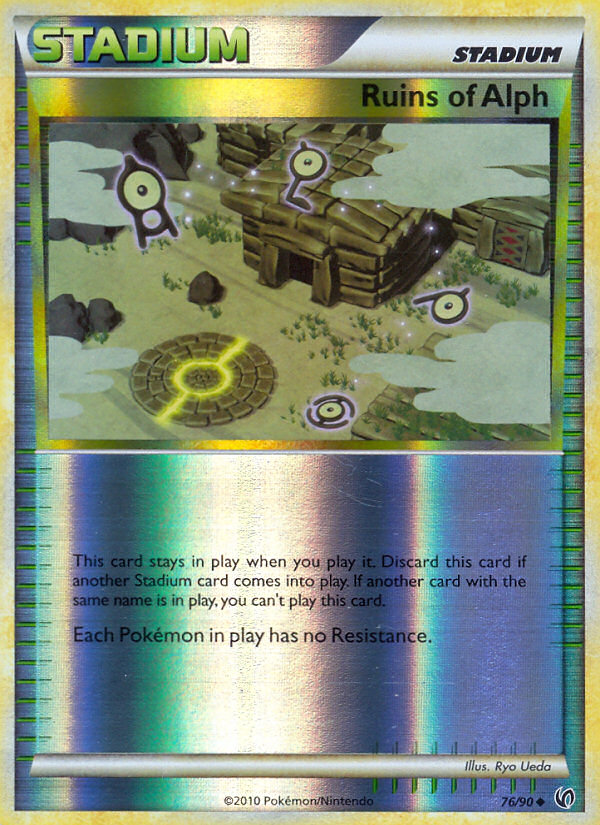 STADIUM
STADIUM
Ruins of Alph
This card stays in play when you play it. Discard this card if
another Stadium card comes into play. If another card with the
same name is in play, you can't play this card.
Each Pokémon in play has no Resistance.
Illus. Ryo Ueda
©2010 Pokémon/Nintendo
76/90